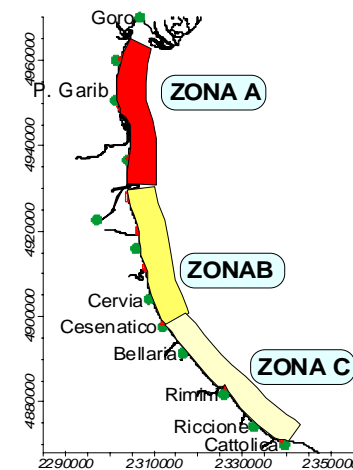 Goro
4960000
P. Garib
ZONA A
4940000
4920000
ZONAB
Cervia
4900000
Cesenatico
Bellaria
ZONA C
Rimini
4880000
Riccione
Cattolica
2290000 2310000 2330000 2350000